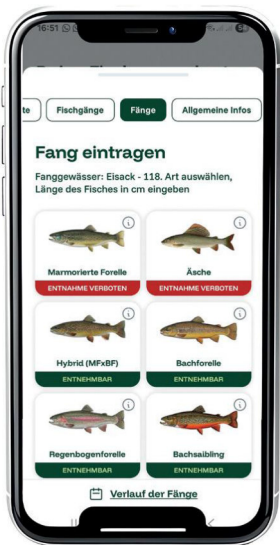 16:51
te
Fischgänge
Fänge
Allgemeine Infos
Fang eintragen
Fanggewässer: Eisack - 118. Art auswählen,
Länge des Fisches in cm eingeben
Marmorierte Forelle
Äsche
ENTNAHME VERBOTEN
ENTNAHME VERBOTEN
Hybrid (MFxBF)
Bachforelle
ENTNEHMBAR
ENTNEHMBAR
Regenbogenforelle
Bachsaibling
ENTNEHMBAR
ENTNEHMBAR
Verlauf der Fänge